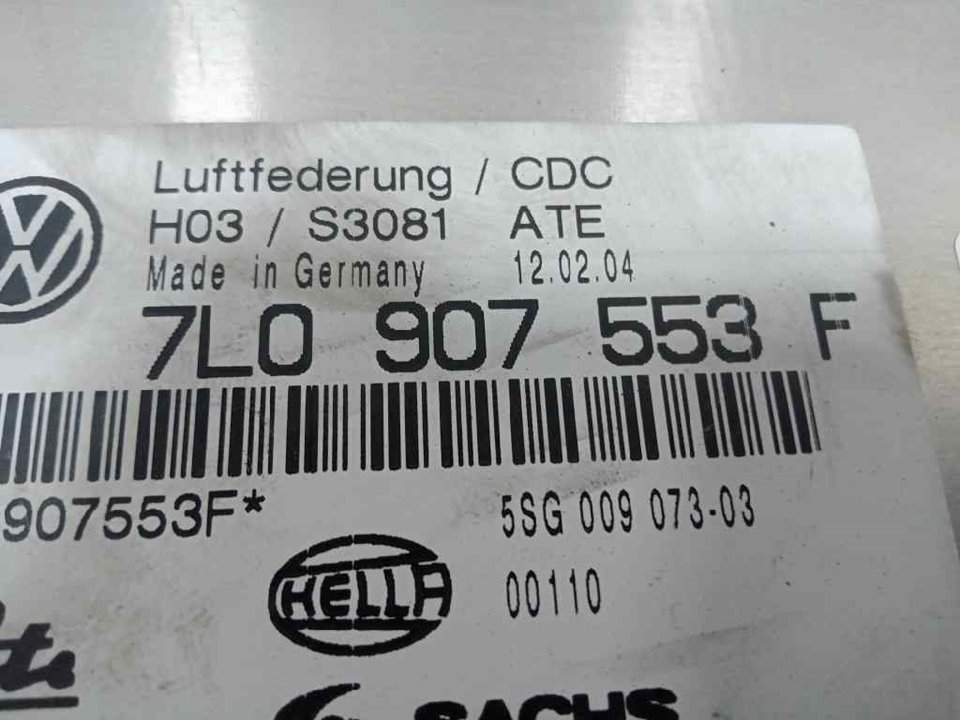 Luftfederung / CDC
H03 / S3081 ATE
Made in Germany 12.02.04
7L0 907 553 F
907553F*
5SG 009 073-03
HELLA
00110
SACHS